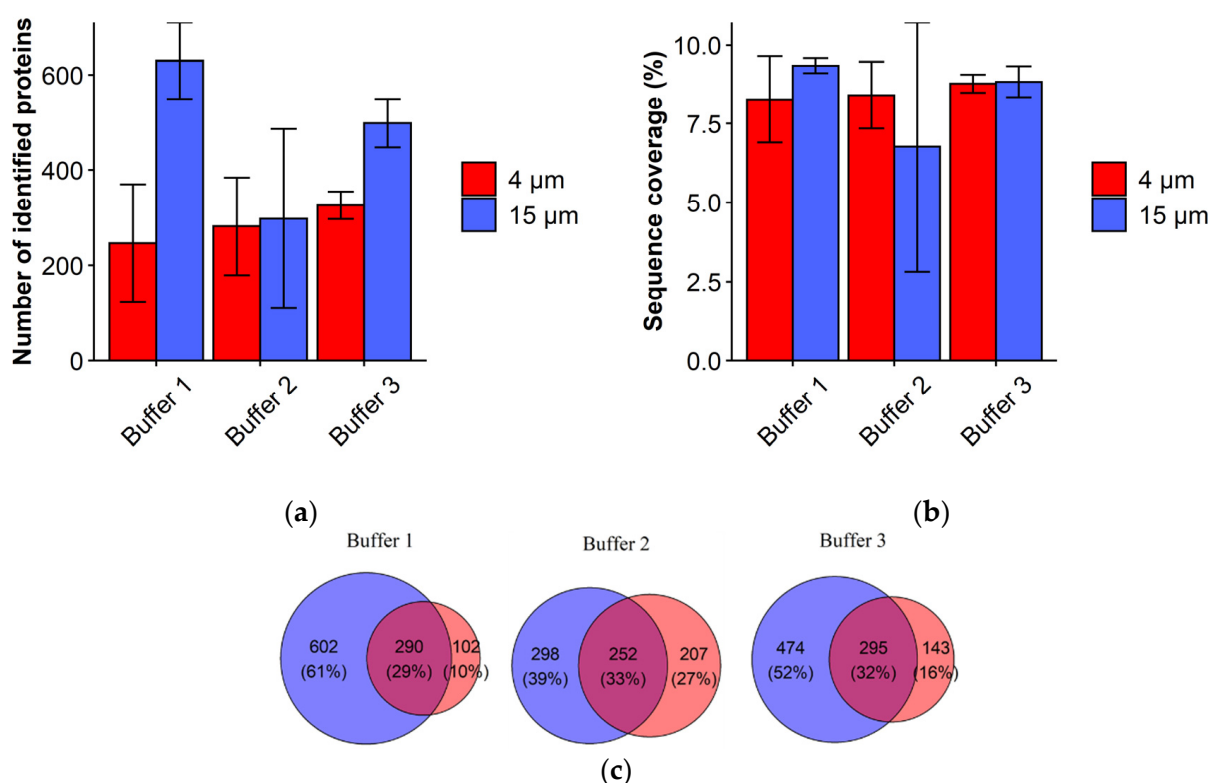 Number of identified proteins
600
400
200
0
Buffer 1
Buffer 2
Buffer 3
4 µm
15 µm
(a)
Sequence coverage (%)
10.0
7.5
5.0
2.5
0.0
Buffer 1
Buffer 2
Buffer 3
4 µm
15 µm
(b)
Buffer 1
602
(61%)
290
(29%)
102
(10%)
Buffer 2
298
(39%)
252
(33%)
207
(27%)
Buffer 3
474
(52%)
295
(32%)
143
(16%)
(c)